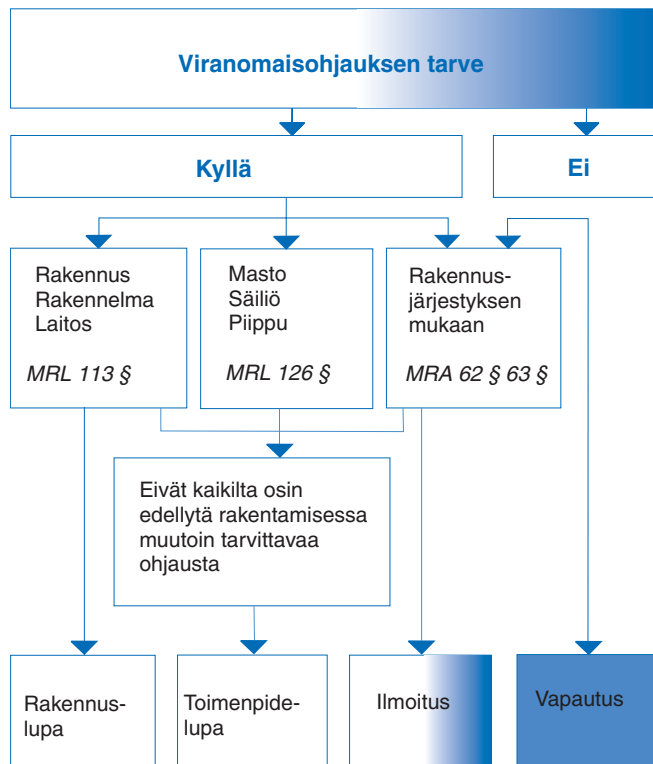 Viranomaisohjauksen tarve
Kyllä
Ei
Rakennus
Rakennelma
Laitos
MRL 113 §
Masto
Säiliö
Piippu
MRL 126 §
Rakennus-
järjestyksen
mukaan
MRA 62 § 63 §
Eivät kaikilta osin
edellytä rakentamisessa
muutoin tarvittavaa
ohjausta
Rakennus-
lupa
Toimenpide-
lupa
Ilmoitus
Vapautus